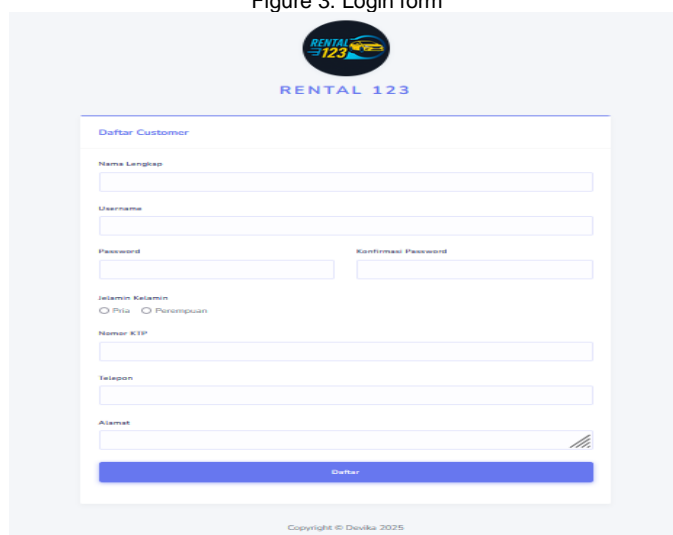 Figure 3. Login form
RENTAL
123
RENTAL 123
Daftar Customer
Nama Lengkap
Username
Password Konfirmasi Password
Jelamin Kelamin
Pria Perempuan
Nomor KTP
Telepon
Alamat
Daftar
Copyright © Devika 2025